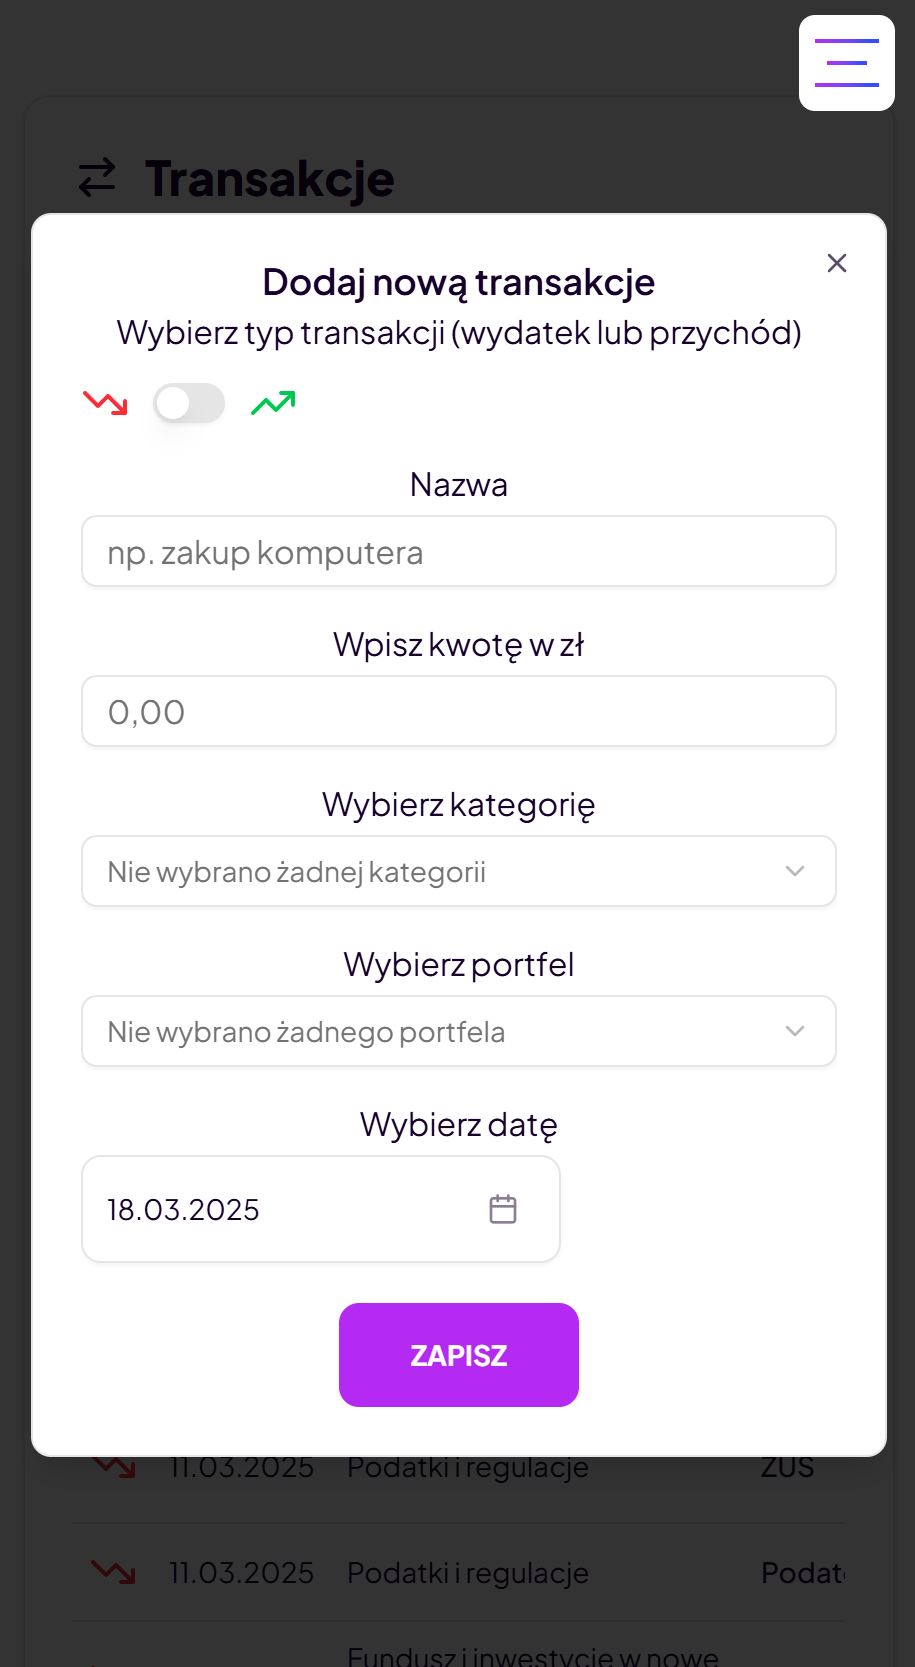 Transakcje
Dodaj nową transakcje
Wybierz typ transakcji (wydatek lub przychód)
Nazwa
np. zakup komputera
Wpisz kwotę w zł
0,00
Wybierz kategorię
Nie wybrano żadnej kategorii
Wybierz portfel
Nie wybrano żadnego portfela
Wybierz datę
18.03.2025
ZAPISZ
11.03.2025 Podatki i regulacje ZUS
11.03.2025 Podatki i regulacje
Fundusz i inwestycje w nowe